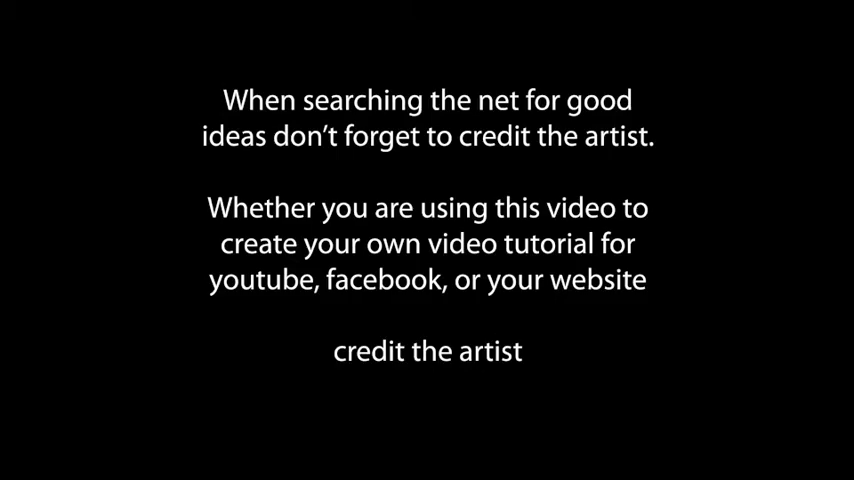 When searching the net for good
ideas don’t forget to credit the artist.
Whether you are using this video to
create your own video tutorial for
youtube, facebook, or your website
credit the artist